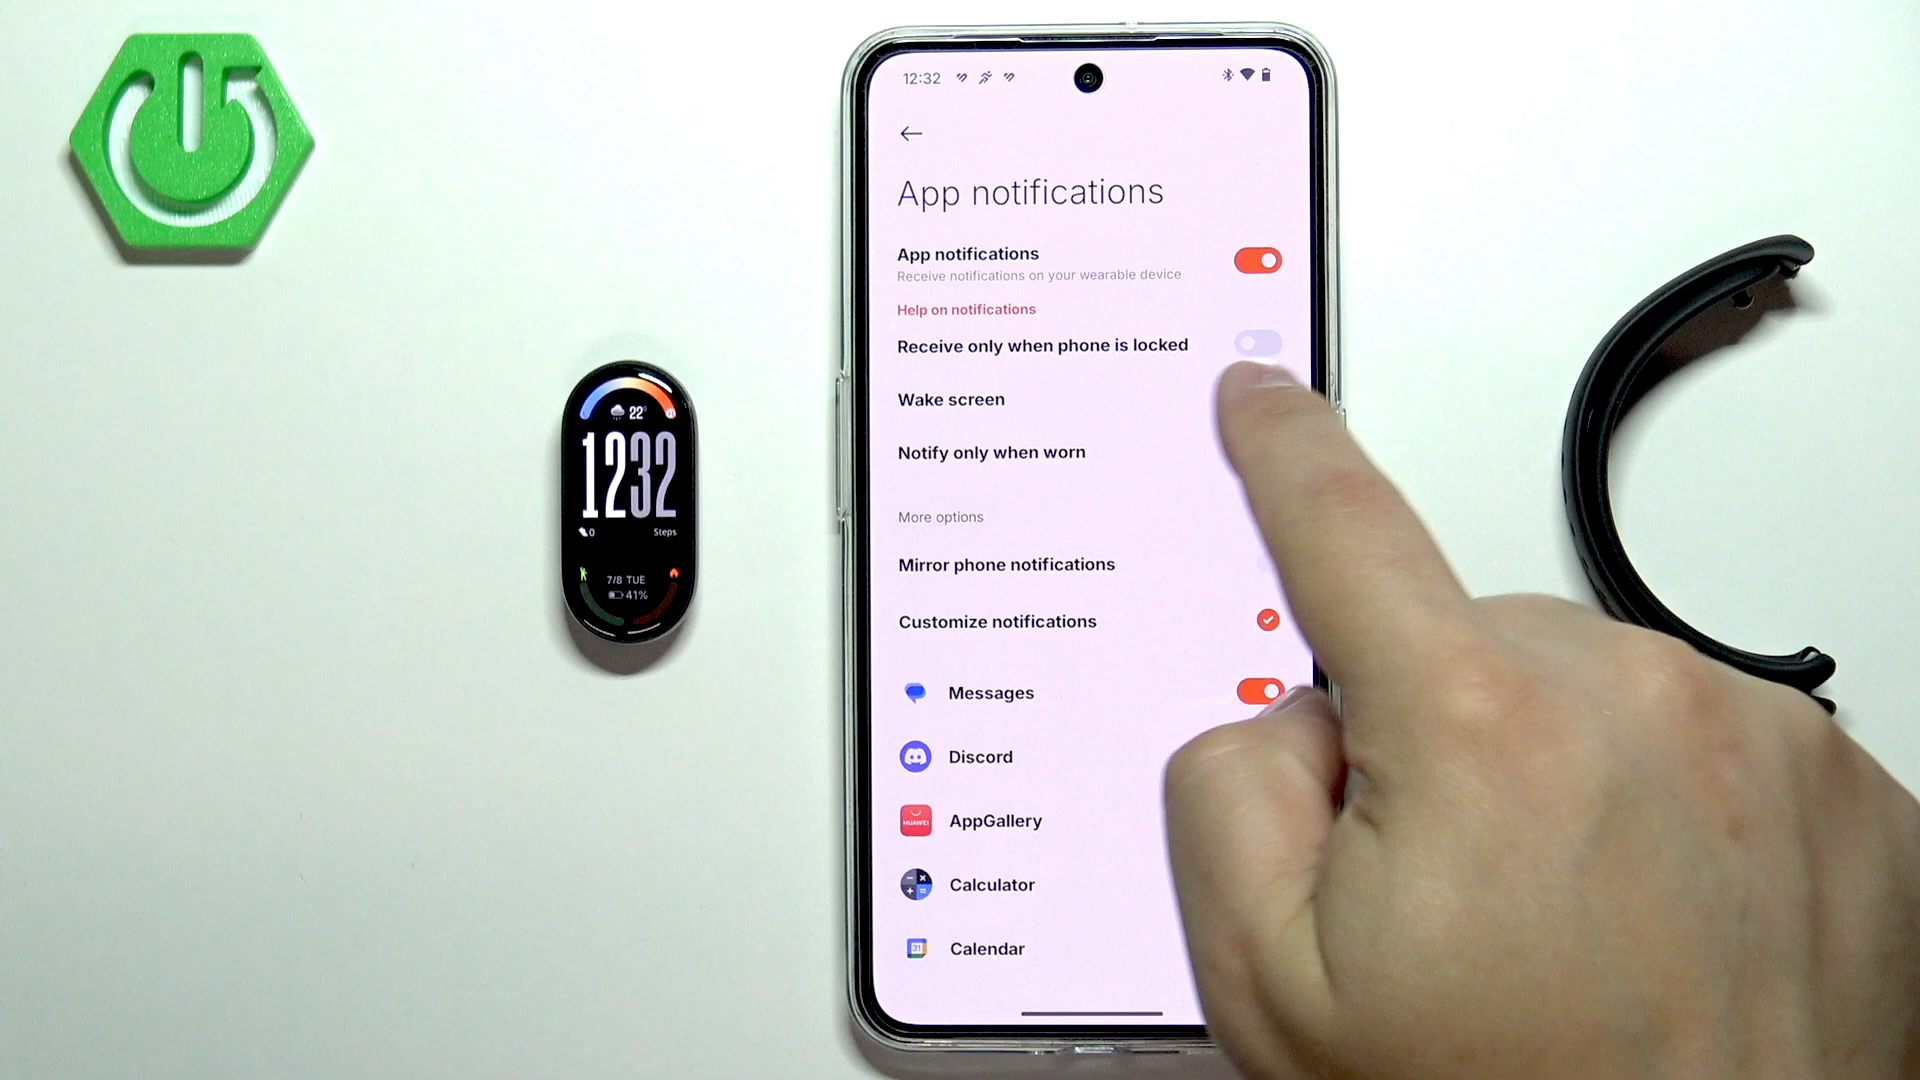 12:32
App notifications
App notifications
Receive notifications on your wearable device
Help on notifications
Receive only when phone is locked
Wake screen
Notify only when worn
More options
Mirror phone notifications
Customize notifications
Messages
Discord
HUAWEI
AppGallery
Calculator
31
Calendar
22°
1232
0 Steps
7/8 TUE
41%